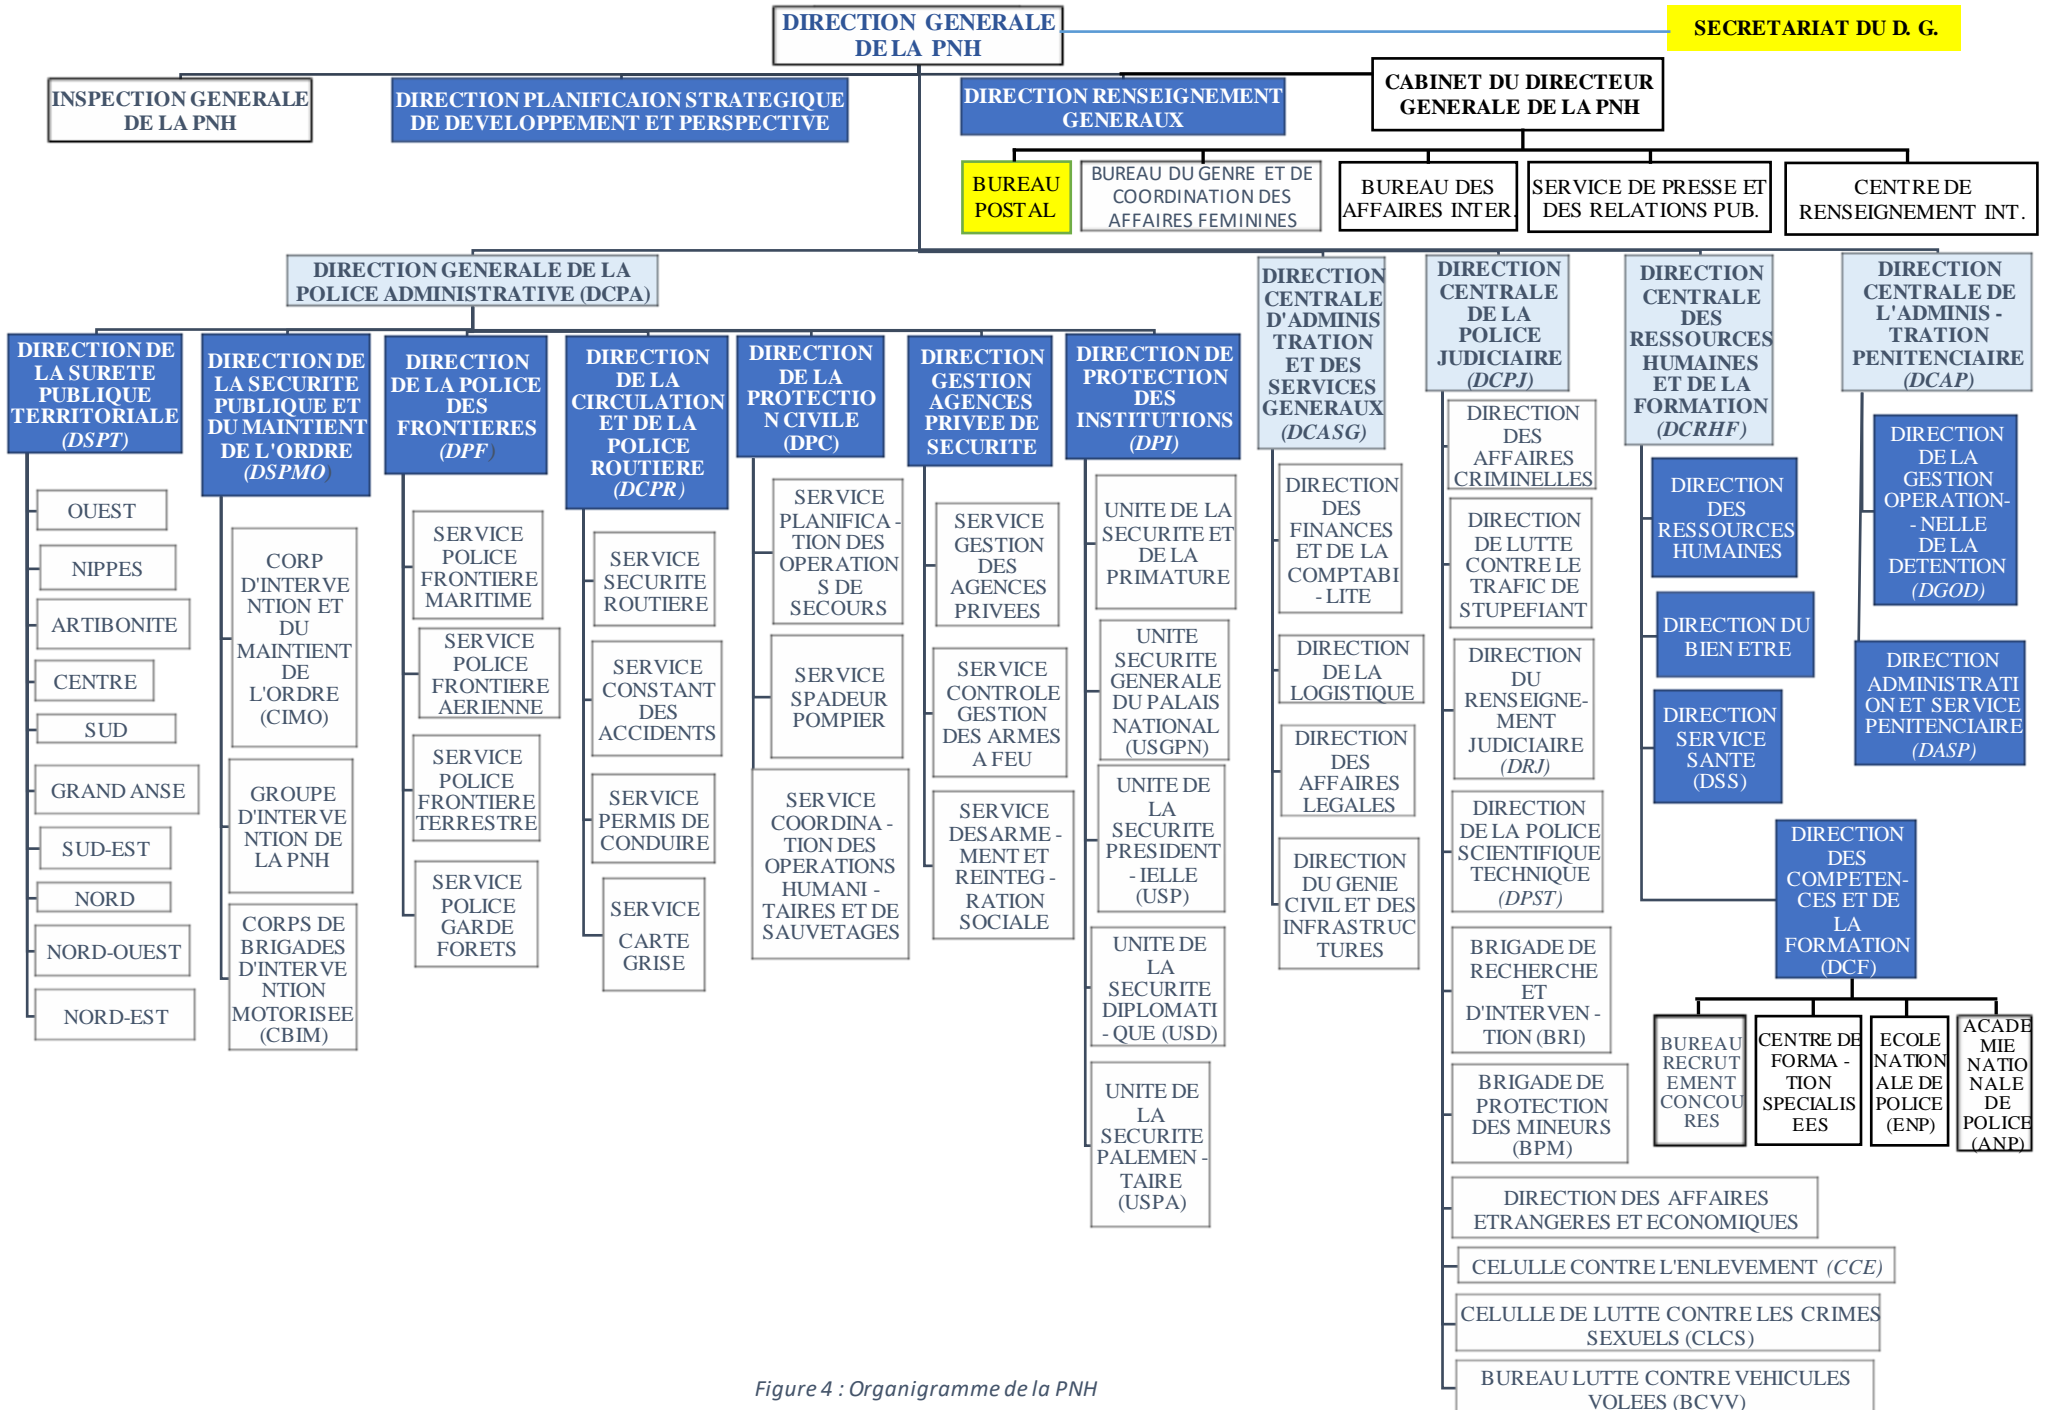 DIRECTION GENERALE
DE LA PNH
SECRETARIAT DU D. G.
INSPECTION GENERALE
DE LA PNH
DIRECTION PLANIFICAION STRATEGIQUE
DE DEVELOPPEMENT ET PERSPECTIVE
DIRECTION RENSEIGNEMENT
GENERAUX
CABINET DU DIRECTEUR
GENERALE DE LA PNH
BUREAU
POSTAL
BUREAU DU GENRE ET DE
COORDINATION DES
AFFAIRES FEMININES
BUREAU DES
AFFAIRES INTER.
SERVICE DE PRESSE ET
DES RELATIONS PUB.
CENTRE DE
RENSEIGNEMENT INT.
DIRECTION GENERALE DE LA
POLICE ADMINISTRATIVE (DCPA)
DIRECTION DE
LA SURETE
PUBLIQUE
TERRITORIALE
(DSPT)
OUEST
NIPPES
ARTIBONITE
CENTRE
SUD
GRAND ANSE
SUD-EST
NORD
NORD-OUEST
NORD-EST
DIRECTION DE
LA SECURITE
PUBLIQUE ET
DU MAINTIENT
DE L'ORDRE
(DSPMO)
CORP
D'INTERVE
NTION ET
DU
MAINTIENT
DE
L'ORDRE
(CIMO)
GROUPE
D'INTERVE
NTION DE
LA PNH
CORPS DE
BRIGADES
D'INTERVE
NTION
MOTORISEE
(CBIM)
DIRECTION
DE LA POLICE
DES
FRONTIERES
(DPF)
SERVICE
POLICE
FRONTIERE
MARITIME
SERVICE
POLICE
FRONTIERE
AERIENNE
SERVICE
POLICE
FRONTIERE
TERRESTRE
SERVICE
POLICE
GARDE
FORETS
DIRECTION
DE LA
CIRCULATION
ET DE LA
POLICE
ROUTIERE
(DCPR)
SERVICE
SECURITE
ROUTIERE
SERVICE
CONSTANT
DES
ACCIDENTS
SERVICE
PERMIS DE
CONDUIRE
SERVICE
CARTE
GRISE
DIRECTION
DE LA
PROTECTIO
N CIVILE
(DPC)
SERVICE
PLANIFICA -
TION DES
OPERATION
S DE
SECOURS
SERVICE
SPADEUR
POMPIER
SERVICE
COORDINA -
TION DES
OPERATIONS
HUMANI -
TAIRES ET DE
SAUVETAGES
DIRECTION
GESTION
AGENCES
PRIVEE DE
SECURITE
SERVICE
GESTION
DES
AGENCES
PRIVEES
SERVICE
CONTROLE
GESTION
DES ARMES
A FEU
SERVICE
DESARME -
MENT ET
REINTEG -
RATION
SOCIALE
DIRECTION DE
PROTECTION
DES
INSTITUTIONS
(DPI)
UNITE DE LA
SECURITE ET
DE LA
PRIMATURE
UNITE
SECURITE
GENERALE
DU PALAIS
NATIONAL
(USGPN)
UNITE DE
LA
SECURITE
PRESIDENT
- IELLE
(USP)
UNITE DE
LA
SECURITE
DIPLOMATI
- QUE (USD)
UNITE DE
LA
SECURITE
PALEMEN -
TAIRE
(USPA)
DIRECTION
CENTRALE
D'ADMINIS
TRATION
ET DES
SERVICES
GENERAUX
(DCASG)
DIRECTION
DES
FINANCES
ET DE LA
COMPTABI
- LITE
DIRECTION
DE LA
LOGISTIQUE
DIRECTION
DES
AFFAIRES
LEGALES
DIRECTION
DU GENIE
CIVIL ET DES
INFRASTRUC
TURES
DIRECTION
CENTRALE
DE LA
POLICE
JUDICIAIRE
(DCPJ)
DIRECTION
DES
AFFAIRES
CRIMINELLES
DIRECTION
DE LUTTE
CONTRE LE
TRAFIC DE
STUPEFIANT
DIRECTION
DU
RENSEIGNE-
MENT
JUDICIAIRE
(DRJ)
DIRECTION
DE LA POLICE
SCIENTIFIQUE
TECHNIQUE
(DPST)
BRIGADE DE
RECHERCHE
ET
D'INTERVEN -
TION (BRI)
BRIGADE DE
PROTECTION
DES MINEURS
(BPM)
DIRECTION DES AFFAIRES
ETRANGERES ET ECONOMIQUES
CELULLE CONTRE L'ENLEVEMENT (CCE)
CELULLE DE LUTTE CONTRE LES CRIMES
SEXUELS (CLCS)
BUREAU LUTTE CONTRE VEHICULES
VOLEES (BCVV)
DIRECTION
CENTRALE
DES
RESSOURCES
HUMAINES
ET DE LA
FORMATION
(DCRHF)
DIRECTION
DES
RESSOURCES
HUMAINES
DIRECTION DU
BIEN ETRE
DIRECTION
SERVICE
SANTE
(DSS)
DIRECTION
DES
COMPETEN-
CES ET DE
LA
FORMATION
(DCF)
BUREAU
RECRUT
EMENT
CONCOU
RES
CENTRE DE
FORMA -
TION
SPECIALIS
EES
ECOLE
NATION
ALE DE
POLICE
(ENP)
ACADE
MIE
NATIO
NALE
DE
POLICE
(ANP)
DIRECTION
CENTRALE DE
L'ADMINIS -
TRATION
PENITENCIAIRE
(DCAP)
DIRECTION
DE LA
GESTION
OPERATION-
- NELLE
DE LA
DETENTION
(DGOD)
DIRECTION
ADMINISTRATI
ON ET SERVICE
PENITENCIAIRE
(DASP)
Figure 4 : Organigramme de la PNH